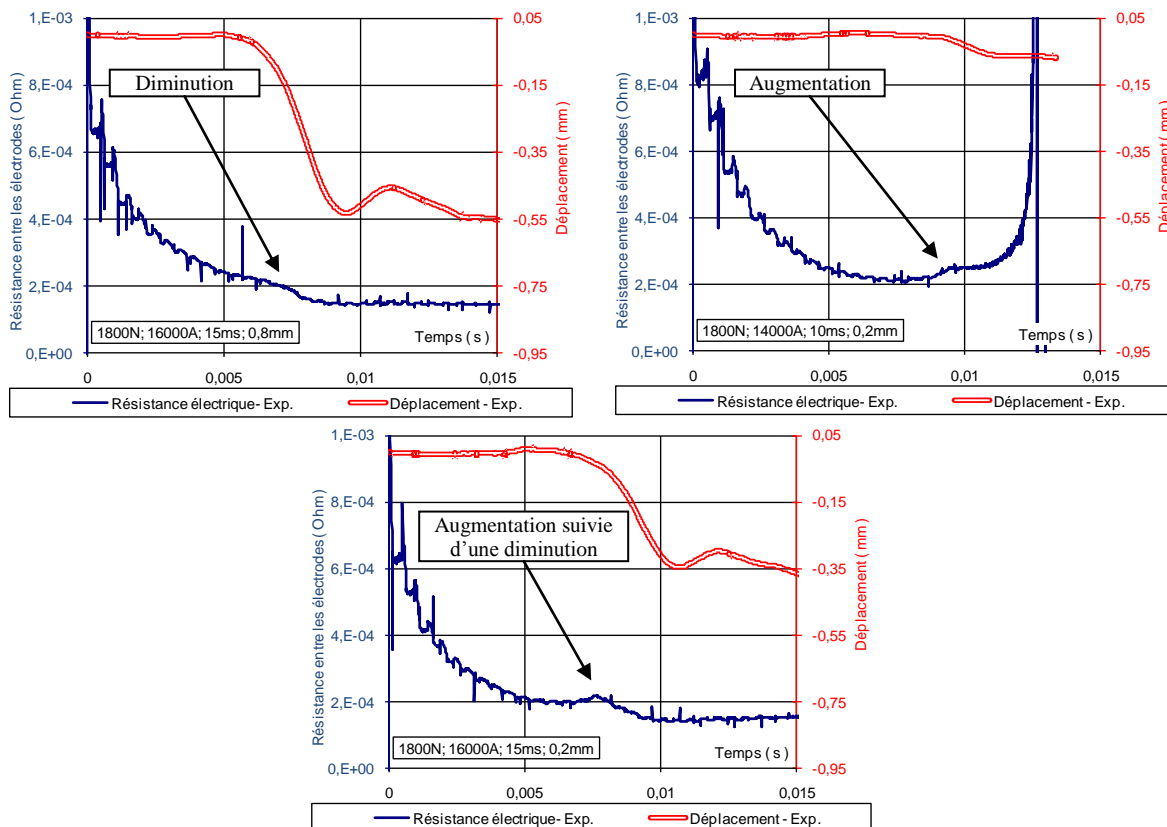 Résistance entre les électrodes ( Ohm )
1,E-03
8,E-04
6,E-04
4,E-04
2,E-04
0,E+00
Diminution
1800N; 16000A; 15ms; 0,8mm
Temps ( s )
0
0,005
0,01
0,015
0,05
-0,15
-0,35
-0,55
-0,75
-0,95
Déplacement ( mm )
Résistance électrique- Exp.
Déplacement - Exp.
Résistance entre les électrodes ( Ohm )
1,E-03
8,E-04
6,E-04
4,E-04
2,E-04
0,E+00
Augmentation
1800N; 14000A; 10ms; 0,2mm
Temps ( s )
0
0,005
0,01
0,015
0,05
-0,15
-0,35
-0,55
-0,75
-0,95
Déplacement ( mm )
Résistance électrique- Exp.
Déplacement - Exp.
Résistance entre les électrodes ( Ohm )
1,E-03
8,E-04
6,E-04
4,E-04
2,E-04
0,E+00
Augmentation suivie
d’une diminution
1800N; 16000A; 15ms; 0,2mm
Temps ( s )
0
0,005
0,01
0,015
0,05
-0,15
-0,35
-0,55
-0,75
-0,95
Déplacement ( mm )
Résistance électrique- Exp.
Déplacement - Exp.